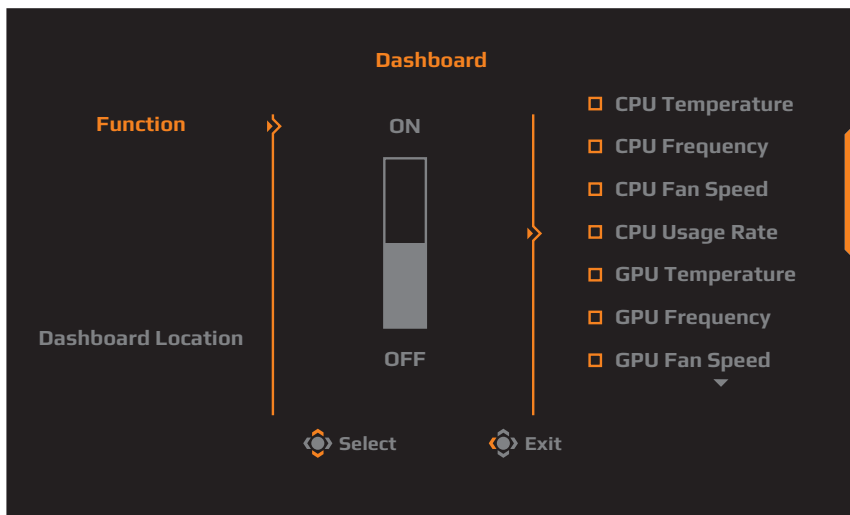 Dashboard
Function
Dashboard Location
ON
OFF
CPU Temperature
CPU Frequency
CPU Fan Speed
CPU Usage Rate
GPU Temperature
GPU Frequency
GPU Fan Speed
Select
Exit